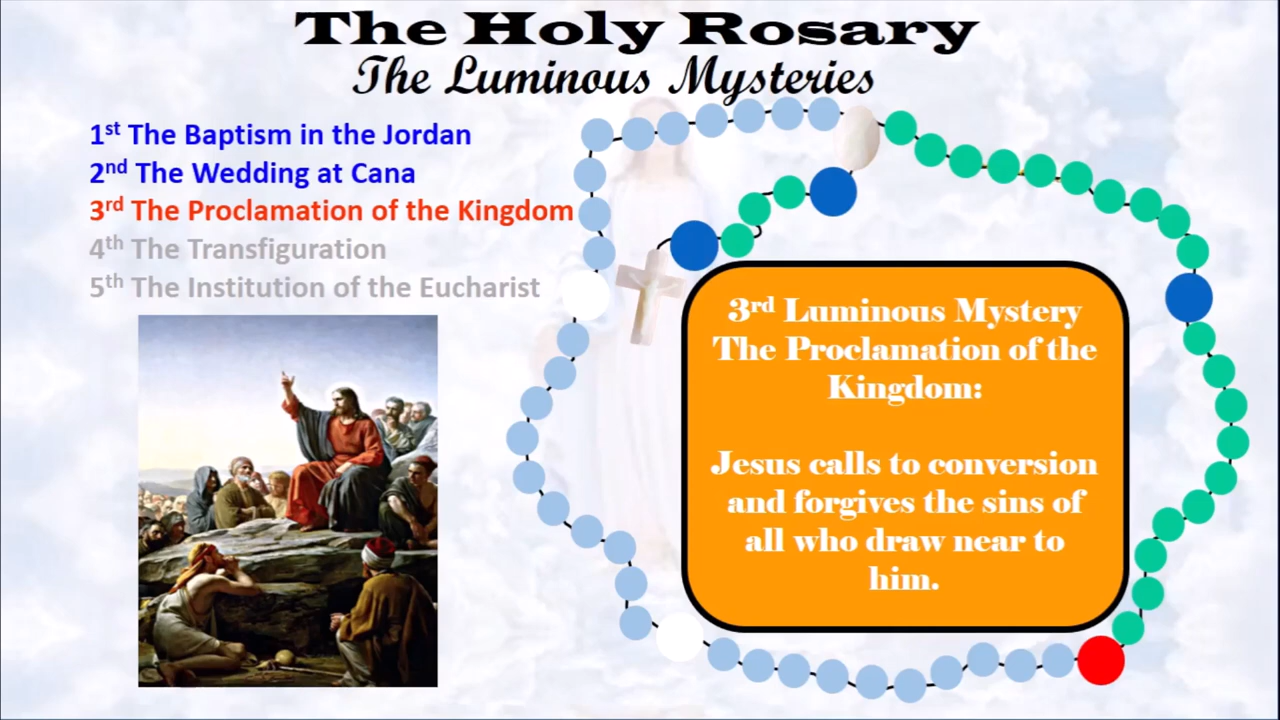 The Holy Rosary
The Luminous Mysteries
1st The Baptism in the Jordan
2nd The Wedding at Cana
3rd The Proclamation of the Kingdom
4th The Transfiguration
5th The Institution of the Eucharist
3rd Luminous Mystery
The Proclamation of the
Kingdom:
Jesus calls to conversion
and forgives the sins of
all who draw near to
him.